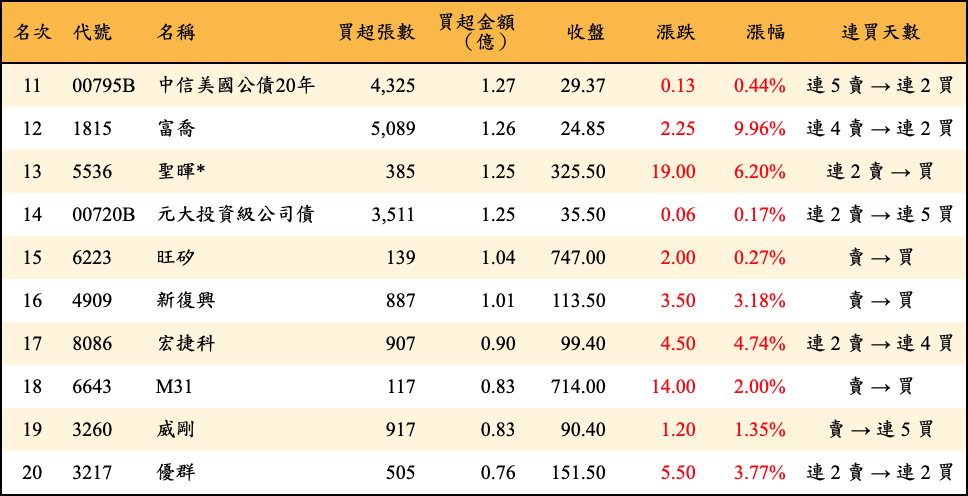 名次 代號 名稱 買超張數 買超金額（億） 收盤 漲跌 漲幅 連買天數
11 00795B 中信美國公債20年 4,325 1.27 29.37 0.13 0.44% 連 5 賣 → 連 2 買
12 1815 富喬 5,089 1.26 24.85 2.25 9.96% 連 4 賣 → 連 2 買
13 5536 聖暉* 385 1.25 325.50 19.00 6.20% 連 2 賣 → 買
14 00720B 元大投資級公司債 3,511 1.25 35.50 0.06 0.17% 連 2 賣 → 連 5 買
15 6223 旺矽 139 1.04 747.00 2.00 0.27% 賣 → 買
16 4909 新復興 887 1.01 113.50 3.50 3.18% 賣 → 買
17 8086 宏捷科 907 0.90 99.40 4.50 4.74% 連 2 賣 → 連 4 買
18 6643 M31 117 0.83 714.00 14.00 2.00% 賣 → 買
19 3260 威剛 917 0.83 90.40 1.20 1.35% 賣 → 連 5 買
20 3217 優群 505 0.76 151.50 5.50 3.77% 連 2 賣 → 連 2 買